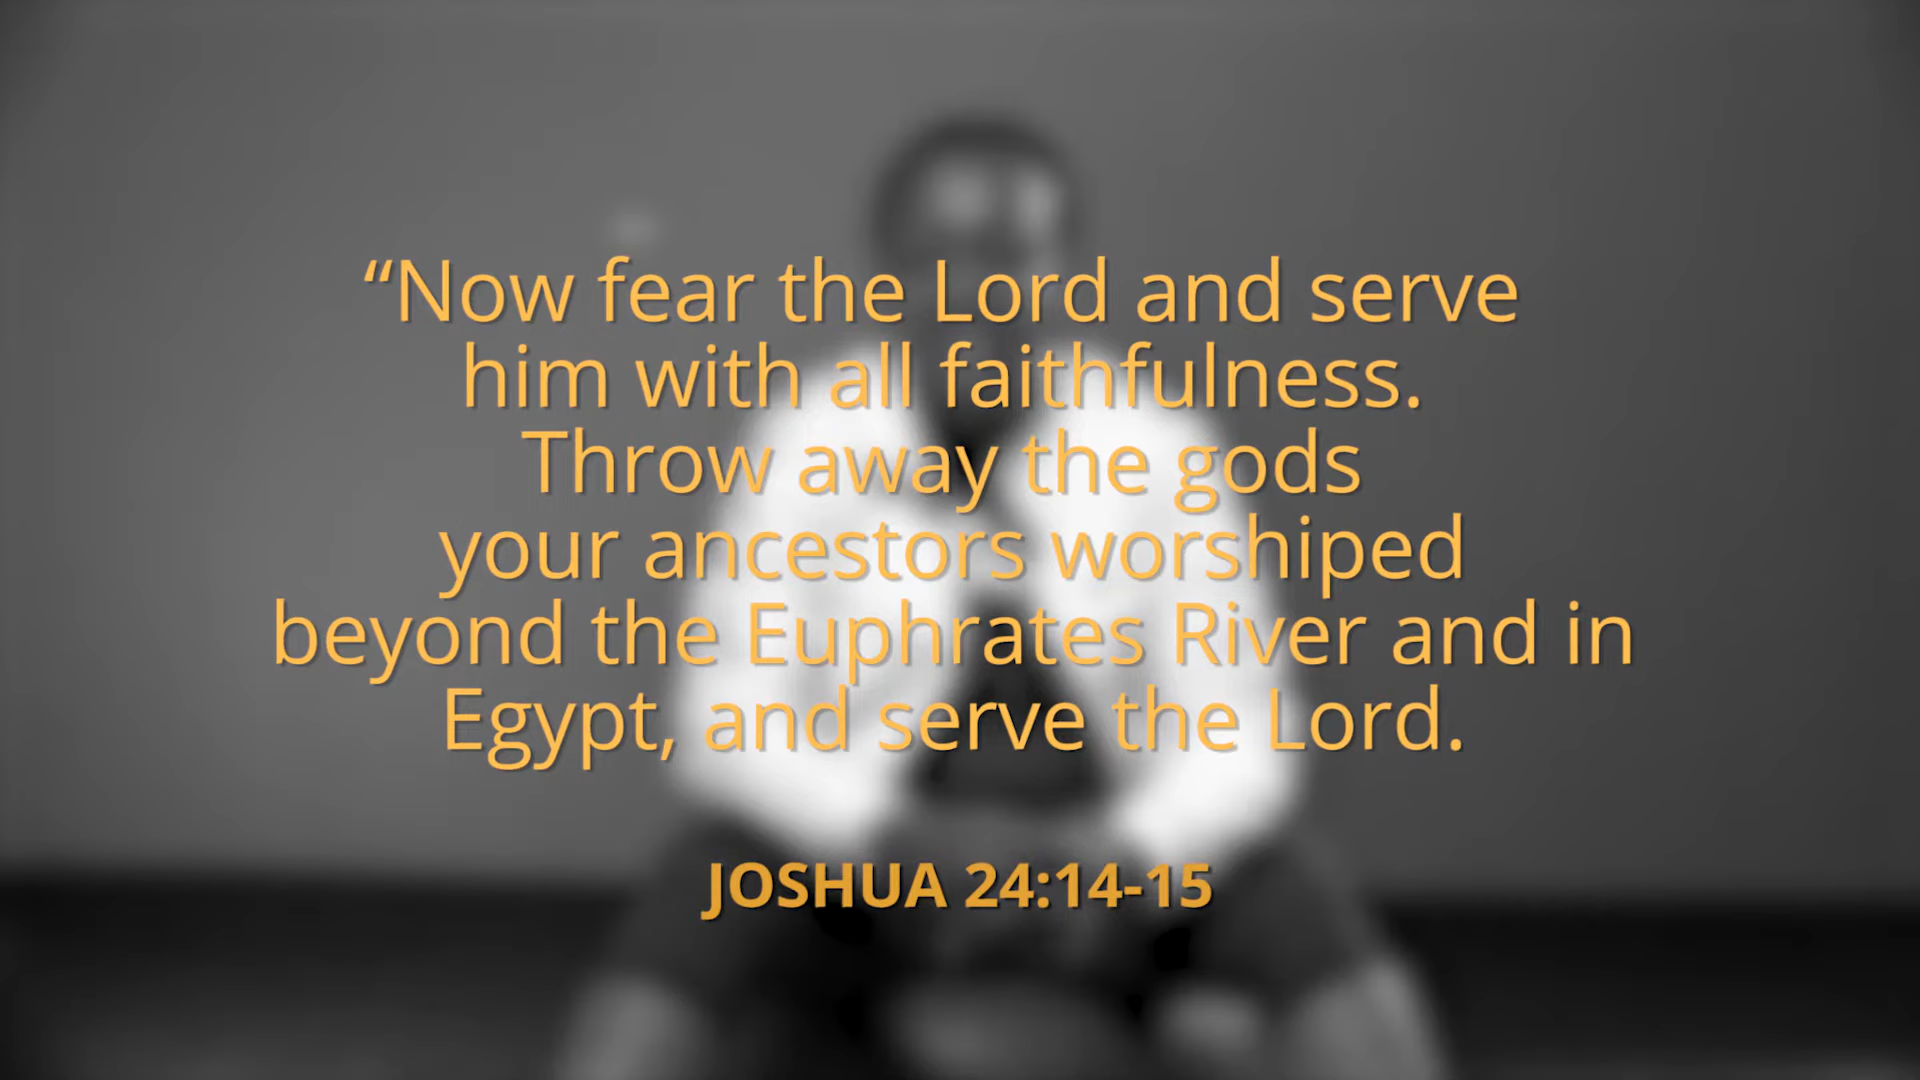 “Now fear the Lord and serve
him with all faithfulness.
Throw away the gods
your ancestors worshiped
beyond the Euphrates River and in
Egypt, and serve the Lord.
JOSHUA 24:14-15